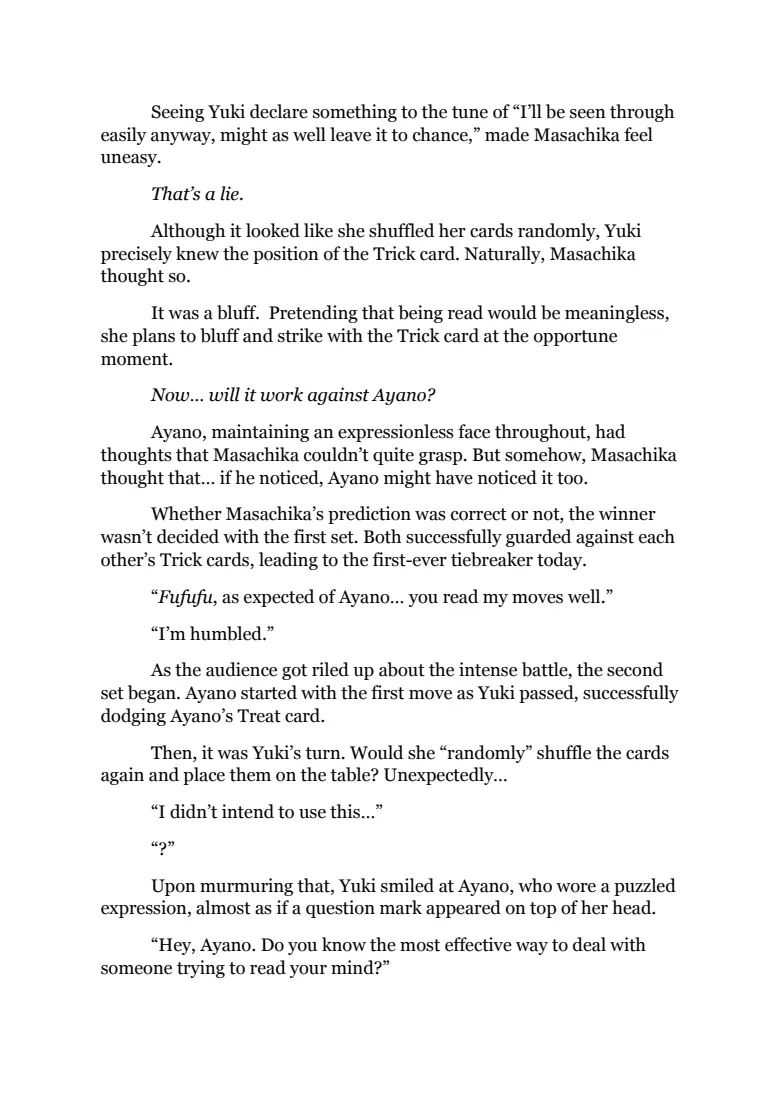 Seeing Yuki declare something to the tune of “I’ll be seen through
easily anyway, might as well leave it to chance,” made Masachika feel
uneasy.
That’s a lie.
Although it looked like she shuffled her cards randomly, Yuki
precisely knew the position of the Trick card. Naturally, Masachika
thought so.
It was a bluff.  Pretending that being read would be meaningless,
she plans to bluff and strike with the Trick card at the opportune
moment.
Now… will it work against Ayano?
Ayano, maintaining an expressionless face throughout, had
thoughts that Masachika couldn’t quite grasp. But somehow, Masachika
thought that… if he noticed, Ayano might have noticed it too.
Whether Masachika’s prediction was correct or not, the winner
wasn’t decided with the first set. Both successfully guarded against each
other’s Trick cards, leading to the first-ever tiebreaker today.
“Fufufu, as expected of Ayano… you read my moves well.”
“I’m humbled.”
As the audience got riled up about the intense battle, the second
set began. Ayano started with the first move as Yuki passed, successfully
dodging Ayano’s Treat card.
Then, it was Yuki’s turn. Would she “randomly” shuffle the cards
again and place them on the table? Unexpectedly…
“I didn’t intend to use this…”
“?”
Upon murmuring that, Yuki smiled at Ayano, who wore a puzzled
expression, almost as if a question mark appeared on top of her head.
“Hey, Ayano. Do you know the most effective way to deal with
someone trying to read your mind?”